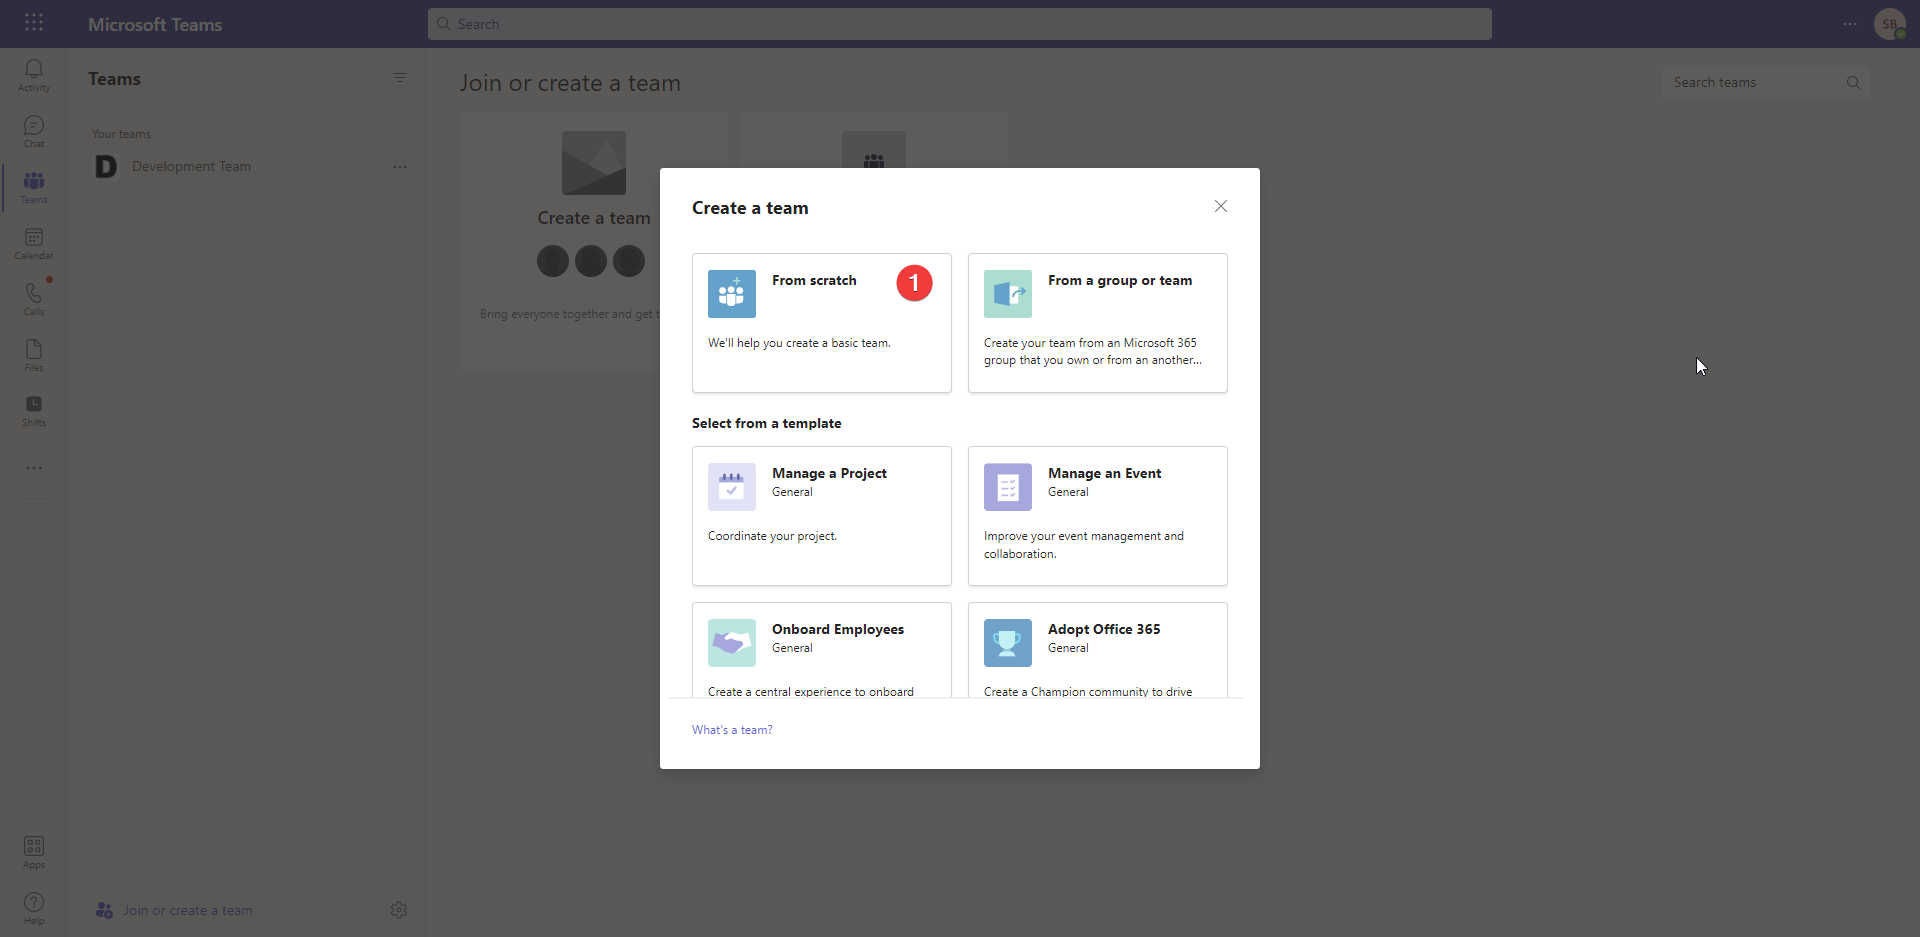 Microsoft Teams
Search
SB
Activity
Chat
Teams
Calendar
Calls
Files
Shifts
Apps
Help
Teams
Your teams
D Development Team
Join or create a team
Join or create a team
Search teams
Create a team
Bring everyone together and get t
Create a team
From scratch
1
We'll help you create a basic team.
From a group or team
Create your team from an Microsoft 365
group that you own or from an another...
Select from a template
Manage a Project
General
Coordinate your project.
Manage an Event
General
Improve your event management and
collaboration.
Onboard Employees
General
Create a central experience to onboard
Adopt Office 365
General
Create a Champion community to drive
What's a team?